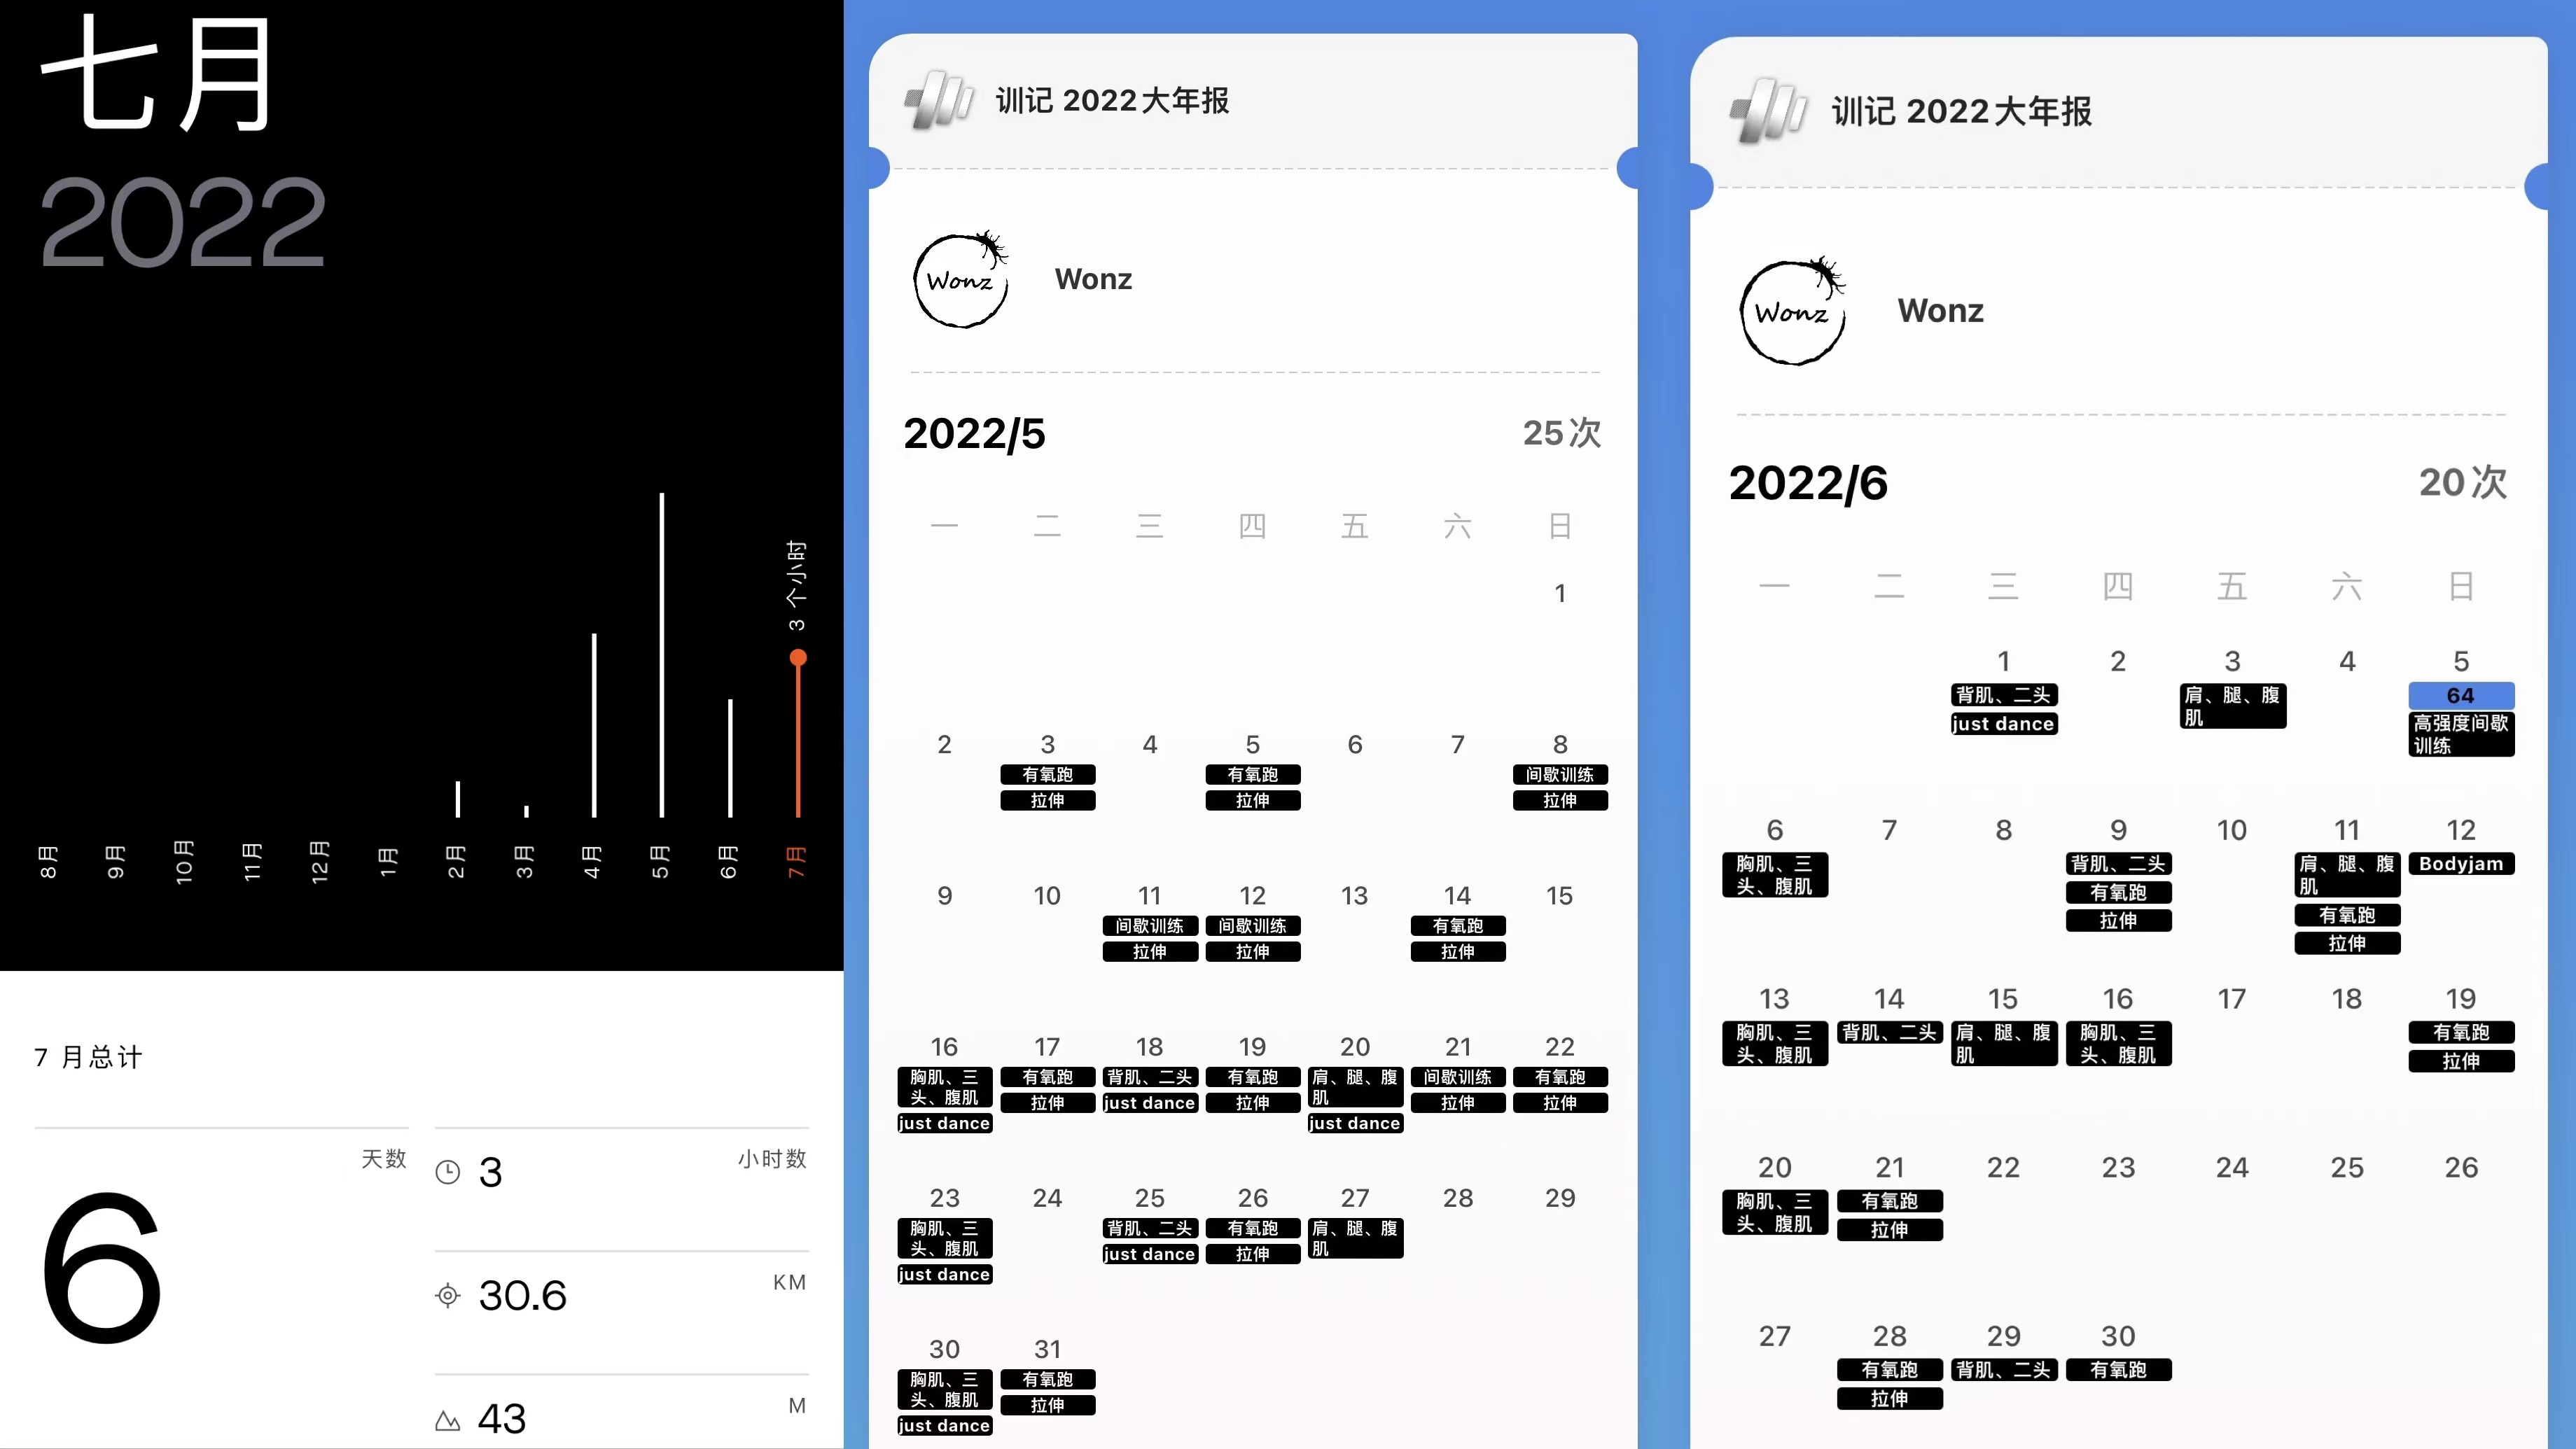 七月
2022
3 个小时
8月
9月
10月
11月
12月
1月
2月
3月
4月
5月
6月
7月
7 月总计
天数
6
3
小时数
30.6
KM
43
M
训记 2022大年报
Wonz
Wonz
2022/5
25次
一 二 三 四 五 六 日
1
2 3 4 5 6 7 8
有氧跑 有氧跑 间歇训练
拉伸 拉伸 拉伸
9 10 11 12 13 14 15
间歇训练 间歇训练 有氧跑
拉伸 拉伸 拉伸
16 17 18 19 20 21 22
胸肌、三 有氧跑 背肌、二头 有氧跑 肩、腿、腹 间歇训练 有氧跑
头、腹肌 拉伸 just dance 拉伸 肌 拉伸 拉伸
just dance just dance
23 24 25 26 27 28 29
胸肌、三 背肌、二头 有氧跑 肩、腿、腹
头、腹肌 just dance 拉伸 肌
just dance
30 31
胸肌、三 有氧跑
头、腹肌 拉伸
just dance
训记 2022大年报
Wonz
Wonz
2022/6
20次
一 二 三 四 五 六 日
1 2 3 4 5
背肌、二头 肩、腿、腹 64
just dance 肌 高强度间歇
训练
6 7 8 9 10 11 12
胸肌、三 背肌、二头 肩、腿、腹 Bodyjam
头、腹肌 有氧跑 肌
拉伸 有氧跑
拉伸
13 14 15 16 17 18 19
胸肌、三 背肌、二头 肩、腿、腹 胸肌、三 有氧跑
头、腹肌 肌 头、腹肌 拉伸
20 21 22 23 24 25 26
胸肌、三 有氧跑
头、腹肌 拉伸
27 28 29 30
有氧跑 背肌、二头 有氧跑
拉伸